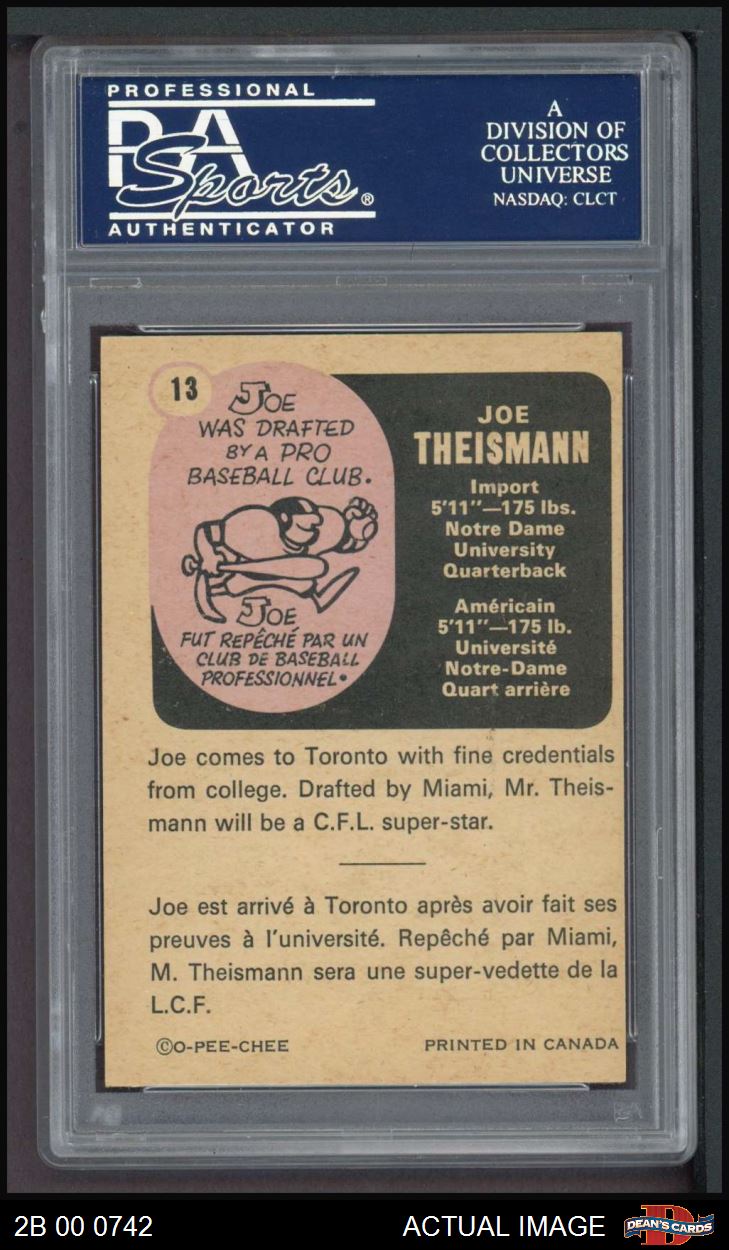 PROFESSIONAL
PSA
Sports®
AUTHENTICATOR
A
DIVISION OF
COLLECTORS
UNIVERSE
NASDAQ: CLCT
13
JOE
WAS DRAFTED
BY A PRO
BASEBALL CLUB.
JOE
FUT REPÊCHÉ PAR UN
CLUB DE BASEBALL
PROFESSIONNEL.
JOE
THEISMANN
Import
5'11"—175 lbs.
Notre Dame
University
Quarterback
Américain
5'11"—175 lb.
Université
Notre-Dame
Quart arrière
Joe comes to Toronto with fine credentials
from college. Drafted by Miami, Mr. Theis-
mann will be a C.F.L. super-star.
Joe est arrivé à Toronto après avoir fait ses
preuves à l'université. Repêché par Miami,
M. Theismann sera une super-vedette de la
L.C.F.
©O-PEE-CHEE
PRINTED IN CANADA
2B 00 0742
ACTUAL IMAGE
DEAN'S CARDS